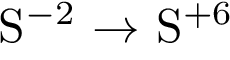 S⁻² → S⁺⁶